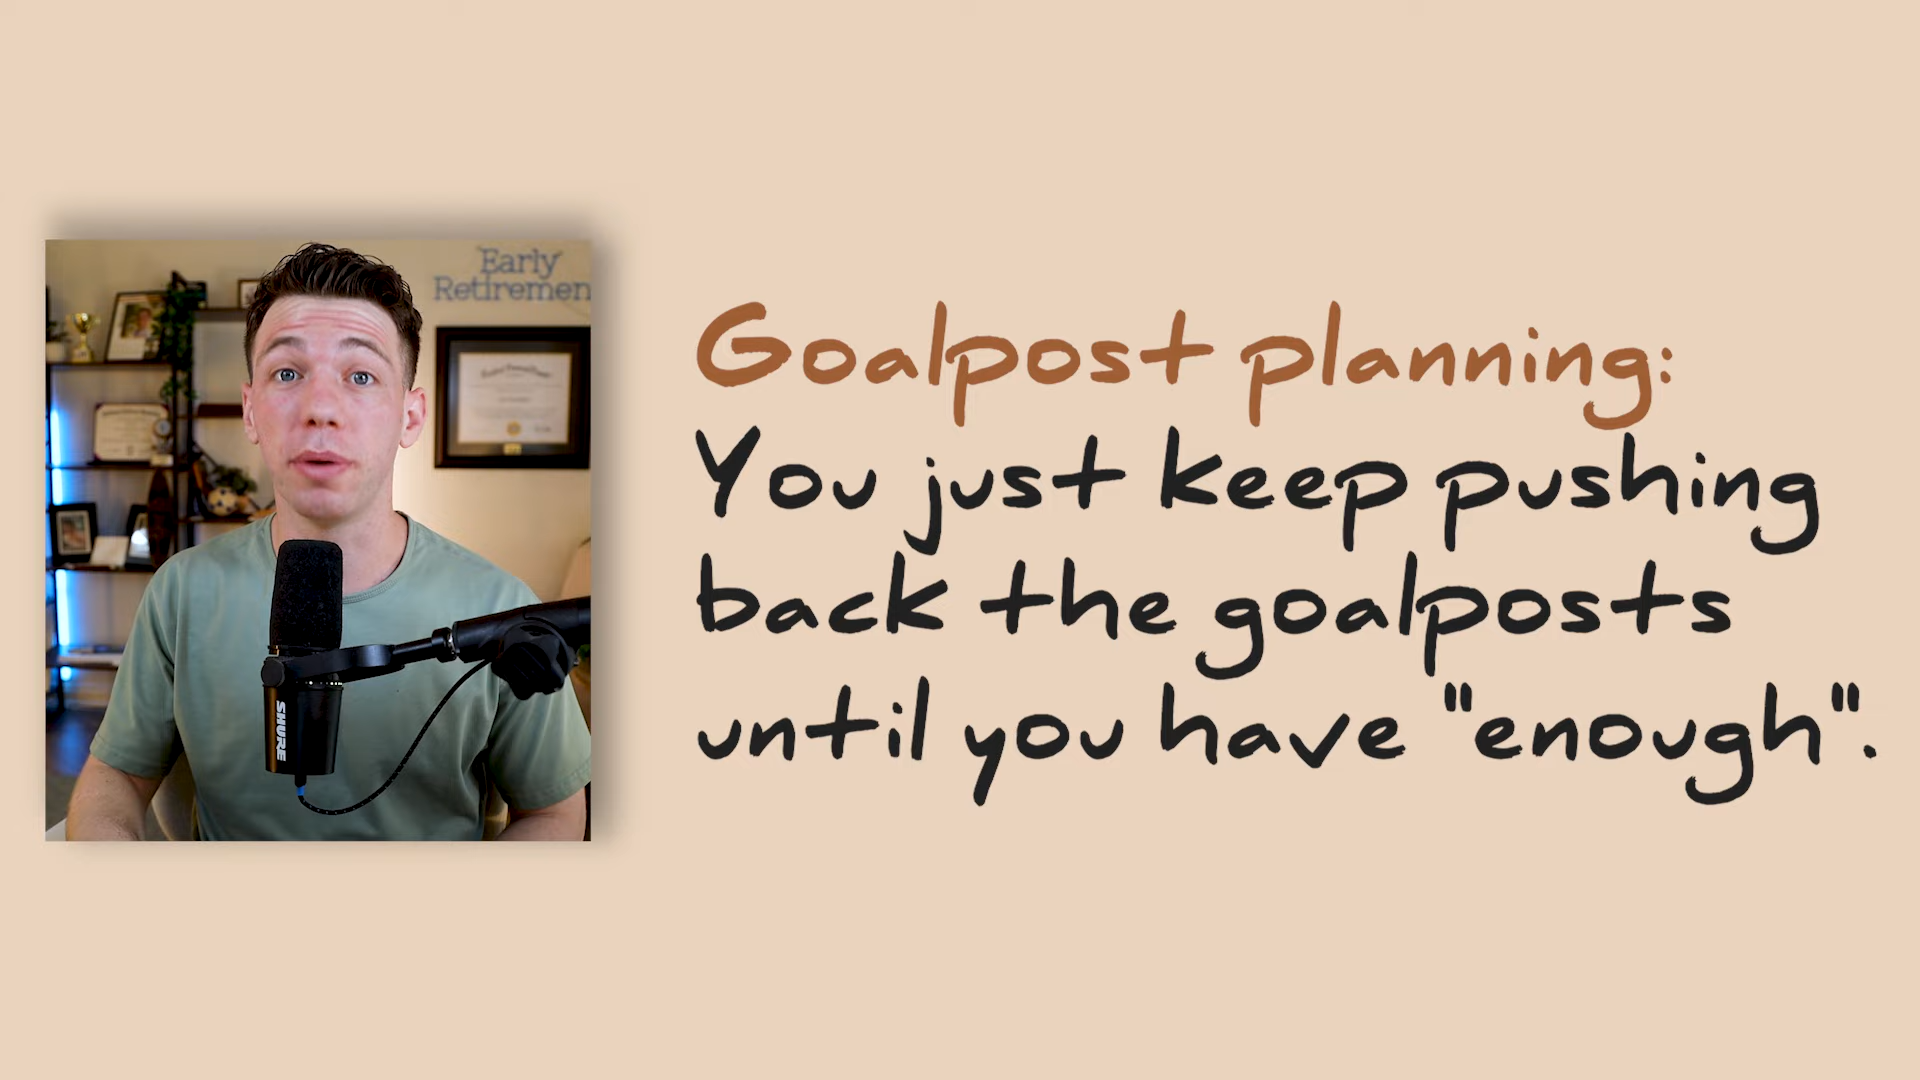 Early
Retiremen
Goalpost planning:
You just keep pushing
back the goalposts
until you have "enough".
SHURE